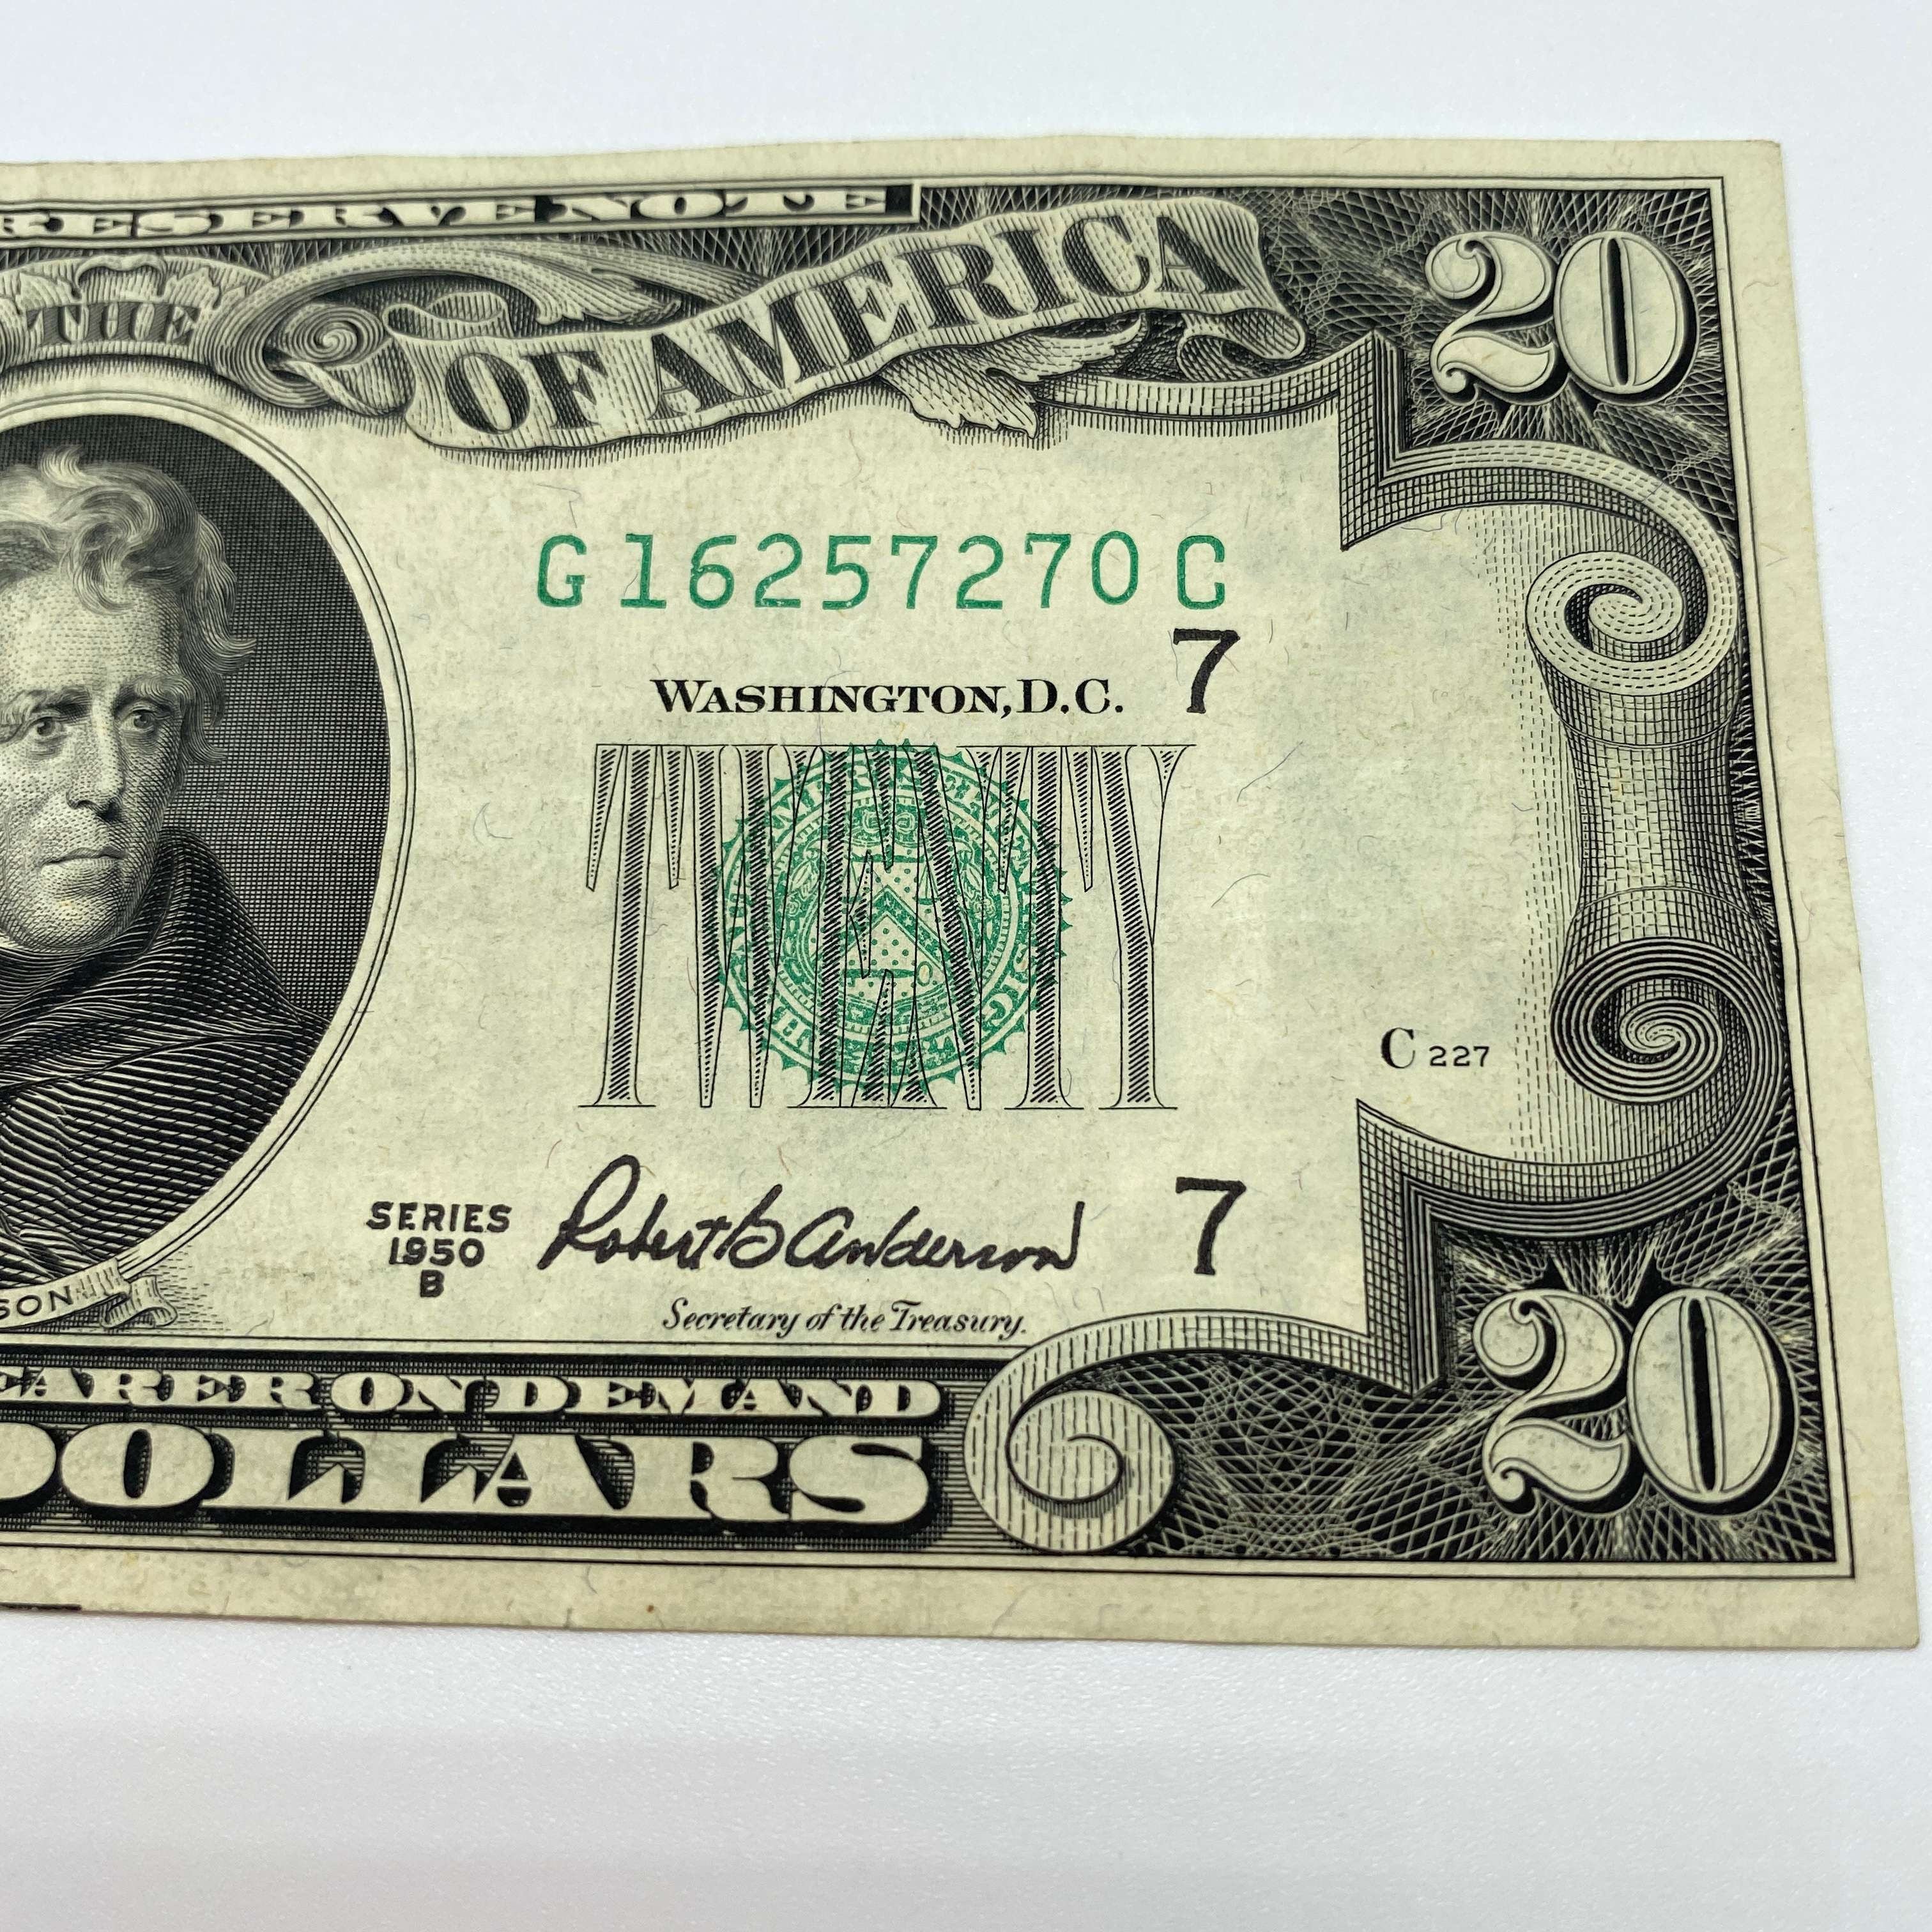 RESERVE NOTE
THE
OF AMERICA
20
G 16257270 C
7
WASHINGTON, D.C.
TWENTY
C 227
SERIES
1950
B
Robert B Anderson
7
Secretary of the Treasury.
SON
EARER ON DEMAND
DOLLARS
20